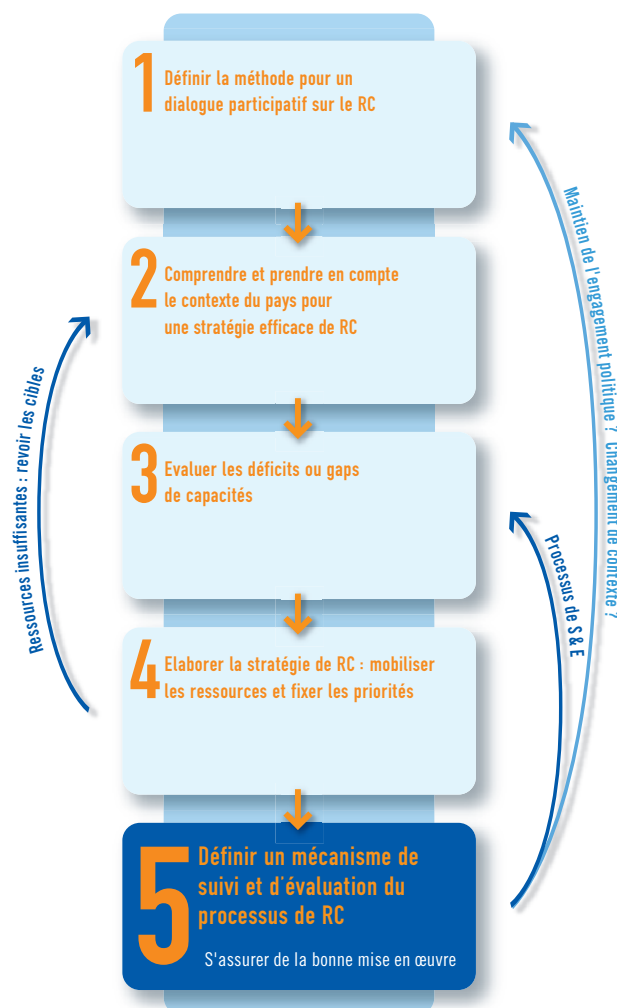 1
Définir la méthode pour un
dialogue participatif sur le RC
2
Comprendre et prendre en compte
le contexte du pays pour
une stratégie efficace de RC
3
Evaluer les déficits ou gaps
de capacités
4
Elaborer la stratégie de RC : mobiliser
les ressources et fixer les priorités
5
Définir un mécanisme de
suivi et d'évaluation du
processus de RC
S'assurer de la bonne mise en œuvre
Ressources insuffisantes : revoir les cibles
Processus de S & E
Maintien de l'engagement politique ? Changement de contexte ?